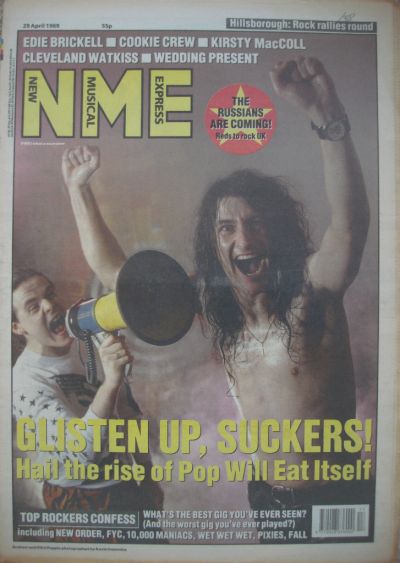 29 April 1989 55p Hillsborough: Rock rallies round
EDIE BRICKELL ■ COOKIE CREW ■ KIRSTY MacCOLL
CLEVELAND WATKISS ■ WEDDING PRESENT
NME
NEW
MUSICAL
EXPRESS
THE
RUSSIANS
ARE COMING!
Reds to rock UK
GLISTEN UP, SUCKERS!
Hail the rise of Pop Will Eat Itself
TOP ROCKERS CONFESS
WHAT'S THE BEST GIG YOU'VE EVER SEEN?
(And the worst gig you've ever played?)
including NEW ORDER, FYC, 10,000 MANIACS, WET WET WET, PIXIES, FALL